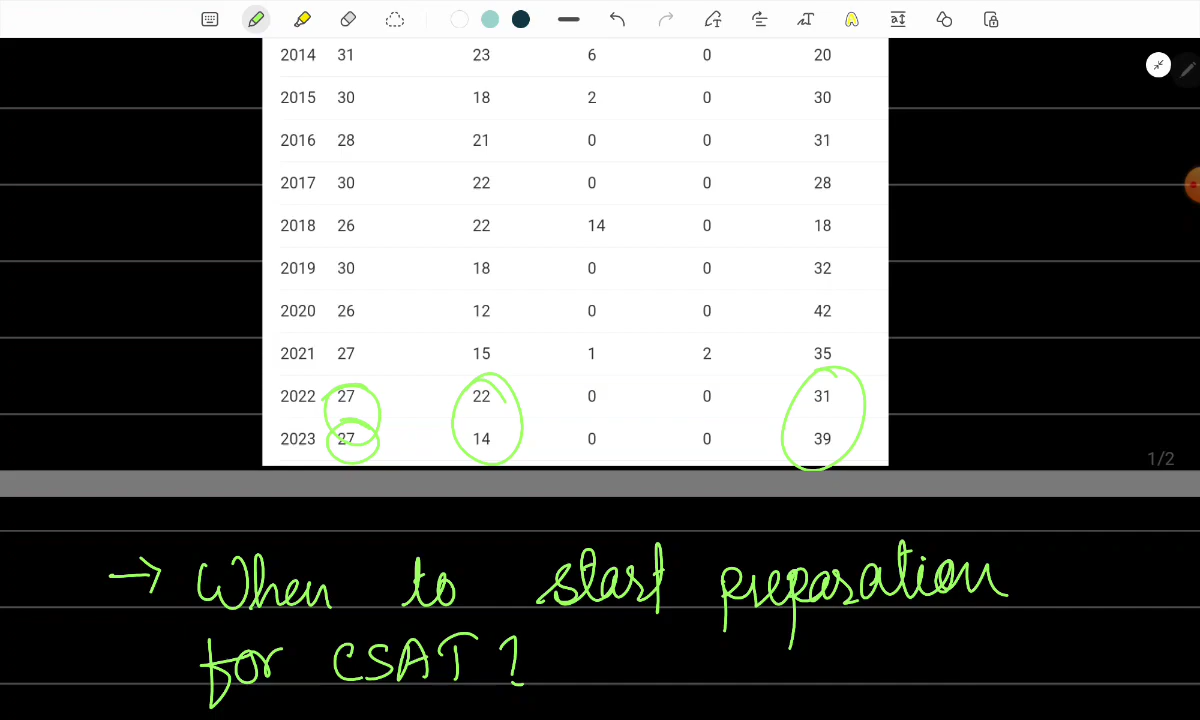 2014 31 23 6 0 20
2015 30 18 2 0 30
2016 28 21 0 0 31
2017 30 22 0 0 28
2018 26 22 14 0 18
2019 30 18 0 0 32
2020 26 12 0 0 42
2021 27 15 1 2 35
2022 27 22 0 0 31
2023 27 14 0 0 39
1/2
→ When to start preparation
for CSAT?